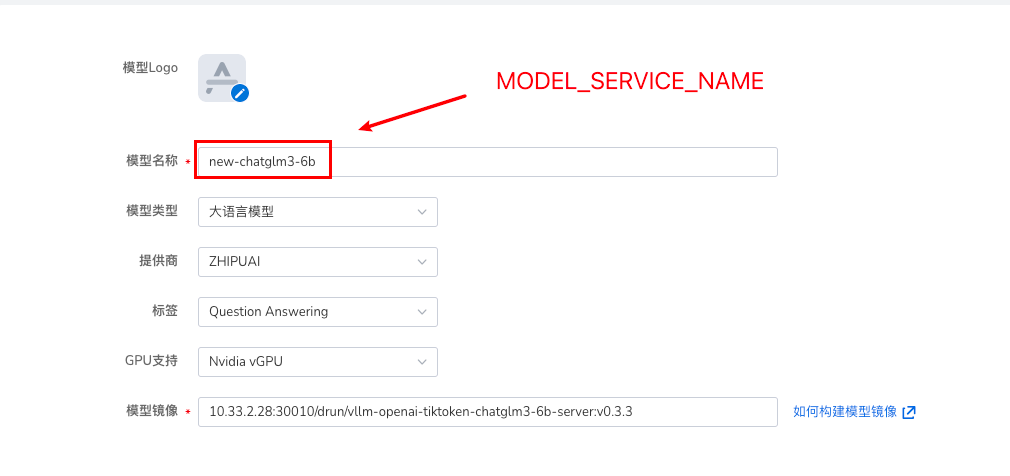 模型Logo
MODEL_SERVICE_NAME
模型名称 * new-chatglm3-6b
模型类型 大语言模型
提供商 ZHIPUAI
标签 Question Answering
GPU支持 Nvidia vGPU
模型镜像 * 10.33.2.28:30010/drun/vllm-openai-tiktoken-chatglm3-6b-server:v0.3.3 如何构建模型镜像